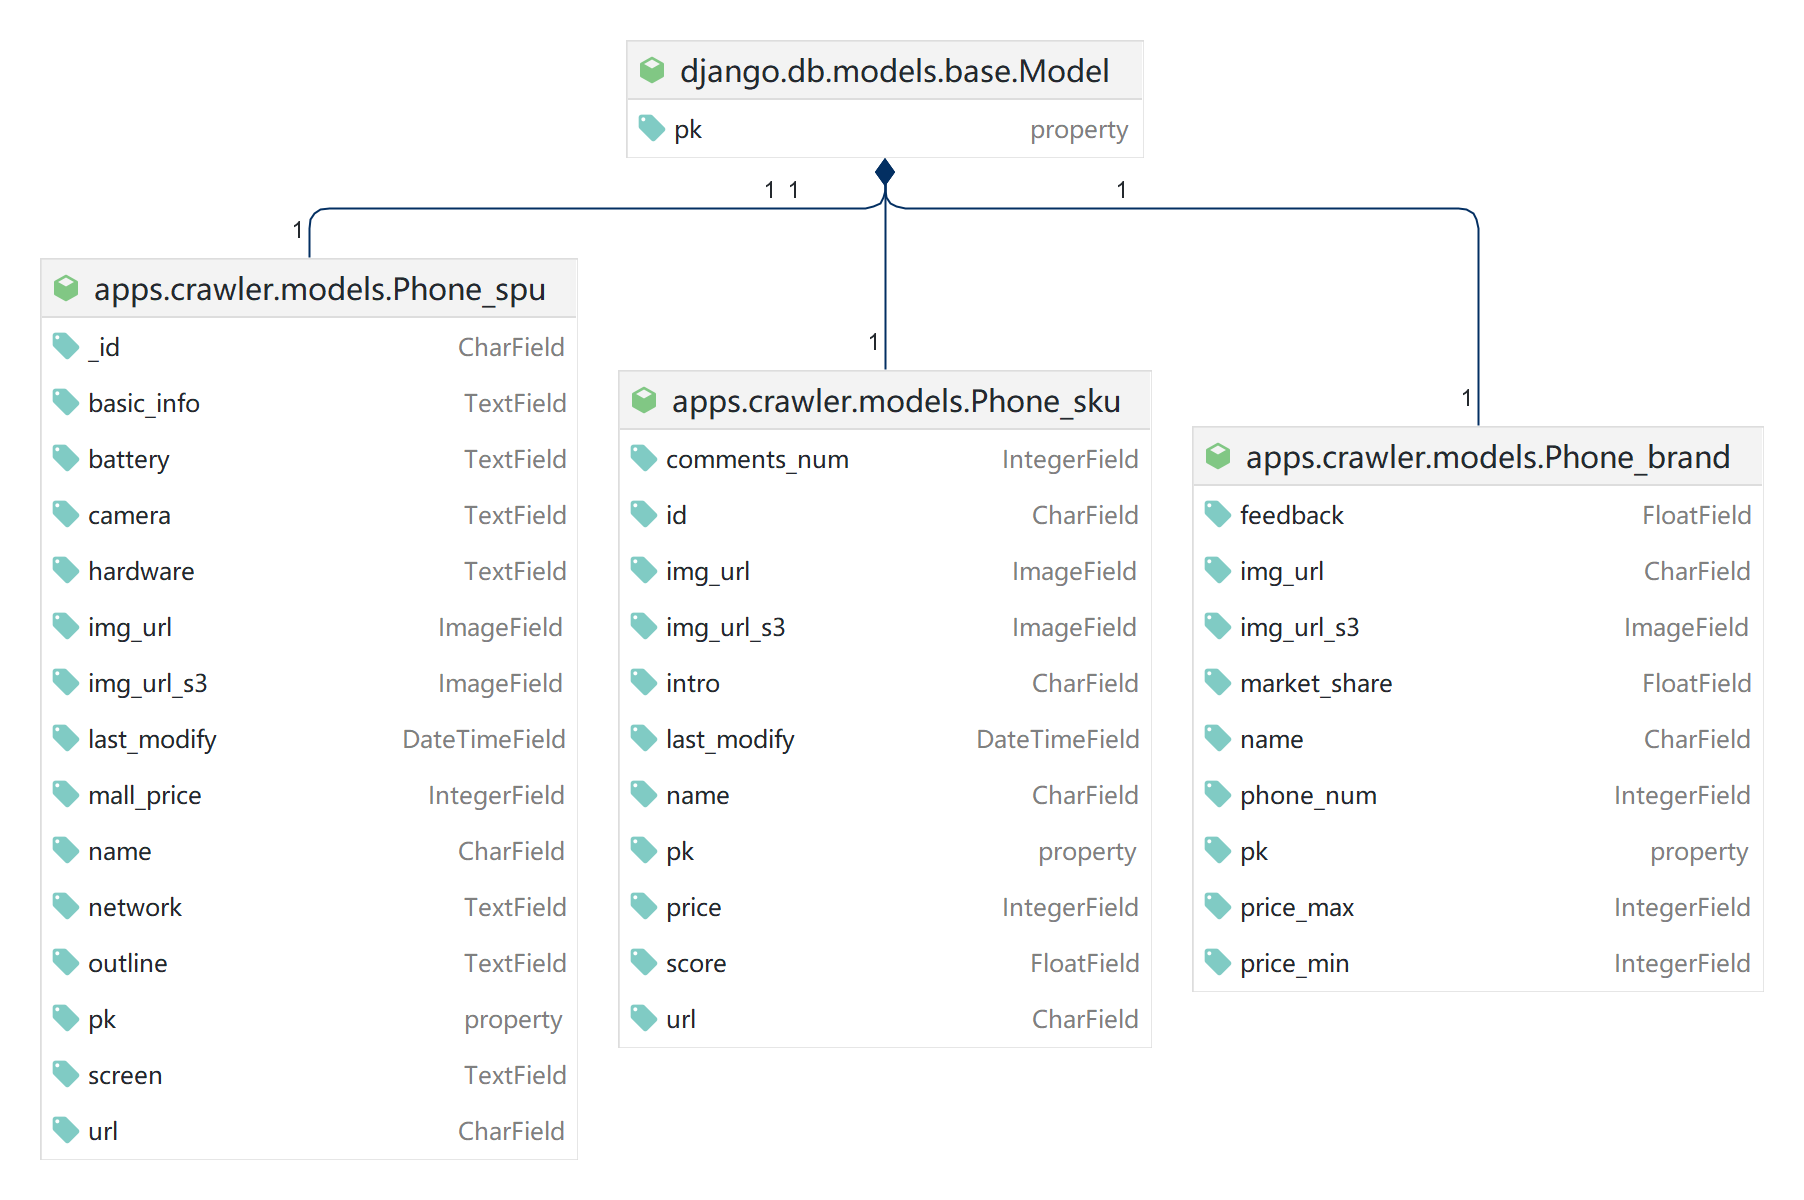 django.db.models.base.Model
pk property
1 1 1
1
1
1
apps.crawler.models.Phone_spu
_id CharField
basic_info TextField
battery TextField
camera TextField
hardware TextField
img_url ImageField
img_url_s3 ImageField
last_modify DateTimeField
mall_price IntegerField
name CharField
network TextField
outline TextField
pk property
screen TextField
url CharField
apps.crawler.models.Phone_sku
comments_num IntegerField
id CharField
img_url ImageField
img_url_s3 ImageField
intro CharField
last_modify DateTimeField
name CharField
pk property
price IntegerField
score FloatField
url CharField
apps.crawler.models.Phone_brand
feedback FloatField
img_url CharField
img_url_s3 ImageField
market_share FloatField
name CharField
phone_num IntegerField
pk property
price_max IntegerField
price_min IntegerField